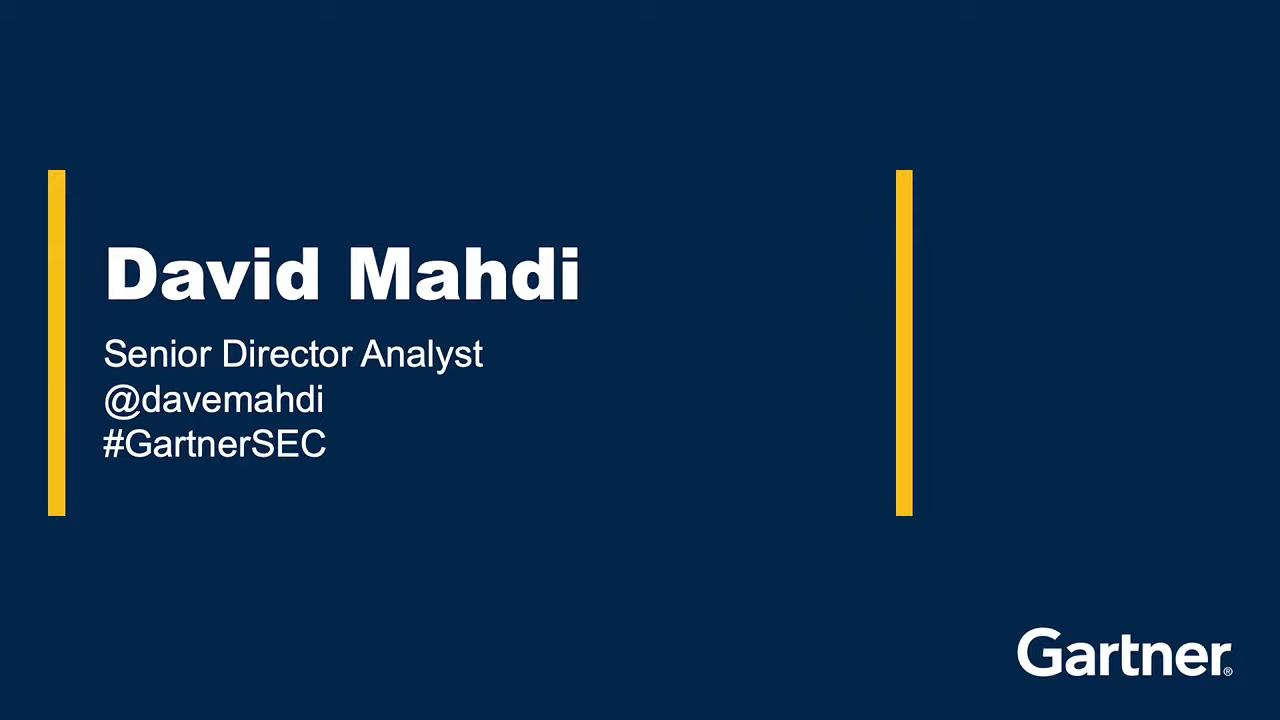 David Mahdi
Senior Director Analyst
@davemahdi
#GartnerSEC
Gartner®